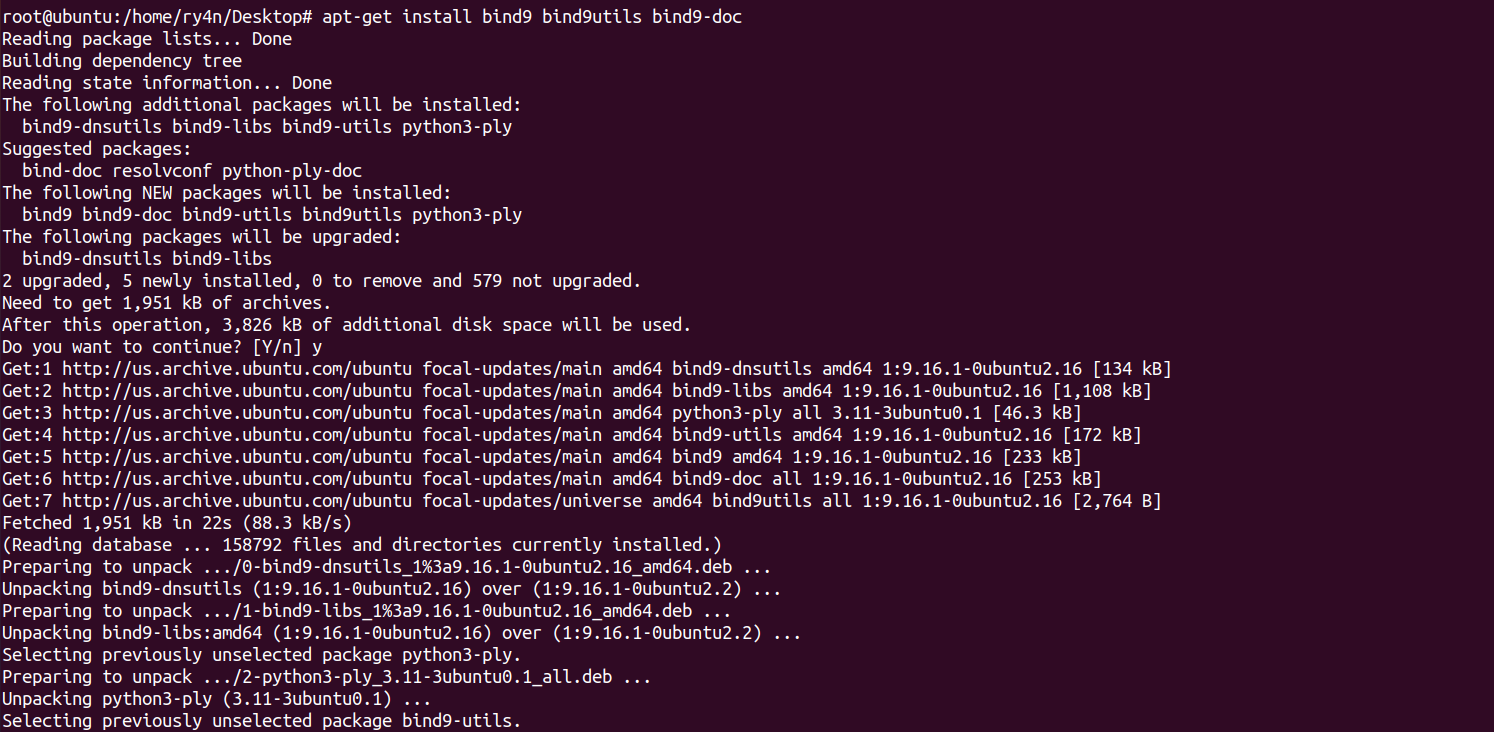 root@ubuntu:/home/ry4n/Desktop# apt-get install bind9 bind9utils bind9-doc
Reading package lists... Done
Building dependency tree
Reading state information... Done
The following additional packages will be installed:
  bind9-dnsutils bind9-libs bind9-utils python3-ply
Suggested packages:
  bind-doc resolvconf python-ply-doc
The following NEW packages will be installed:
  bind9 bind9-doc bind9-utils bind9utils python3-ply
The following packages will be upgraded:
  bind9-dnsutils bind9-libs
2 upgraded, 5 newly installed, 0 to remove and 579 not upgraded.
Need to get 1,951 kB of archives.
After this operation, 3,826 kB of additional disk space will be used.
Do you want to continue? [Y/n] y
Get:1 http://us.archive.ubuntu.com/ubuntu focal-updates/main amd64 bind9-dnsutils amd64 1:9.16.1-0ubuntu2.16 [134 kB]
Get:2 http://us.archive.ubuntu.com/ubuntu focal-updates/main amd64 bind9-libs amd64 1:9.16.1-0ubuntu2.16 [1,108 kB]
Get:3 http://us.archive.ubuntu.com/ubuntu focal-updates/main amd64 python3-ply all 3.11-3ubuntu0.1 [46.3 kB]
Get:4 http://us.archive.ubuntu.com/ubuntu focal-updates/main amd64 bind9-utils amd64 1:9.16.1-0ubuntu2.16 [172 kB]
Get:5 http://us.archive.ubuntu.com/ubuntu focal-updates/main amd64 bind9 amd64 1:9.16.1-0ubuntu2.16 [233 kB]
Get:6 http://us.archive.ubuntu.com/ubuntu focal-updates/main amd64 bind9-doc all 1:9.16.1-0ubuntu2.16 [253 kB]
Get:7 http://us.archive.ubuntu.com/ubuntu focal-updates/universe amd64 bind9utils all 1:9.16.1-0ubuntu2.16 [2,764 B]
Fetched 1,951 kB in 22s (88.3 kB/s)
(Reading database ... 158792 files and directories currently installed.)
Preparing to unpack .../0-bind9-dnsutils_1%3a9.16.1-0ubuntu2.16_amd64.deb ...
Unpacking bind9-dnsutils (1:9.16.1-0ubuntu2.16) over (1:9.16.1-0ubuntu2.2) ...
Preparing to unpack .../1-bind9-libs_1%3a9.16.1-0ubuntu2.16_amd64.deb ...
Unpacking bind9-libs:amd64 (1:9.16.1-0ubuntu2.16) over (1:9.16.1-0ubuntu2.2) ...
Selecting previously unselected package python3-ply.
Preparing to unpack .../2-python3-ply_3.11-3ubuntu0.1_all.deb ...
Unpacking python3-ply (3.11-3ubuntu0.1) ...
Selecting previously unselected package bind9-utils.